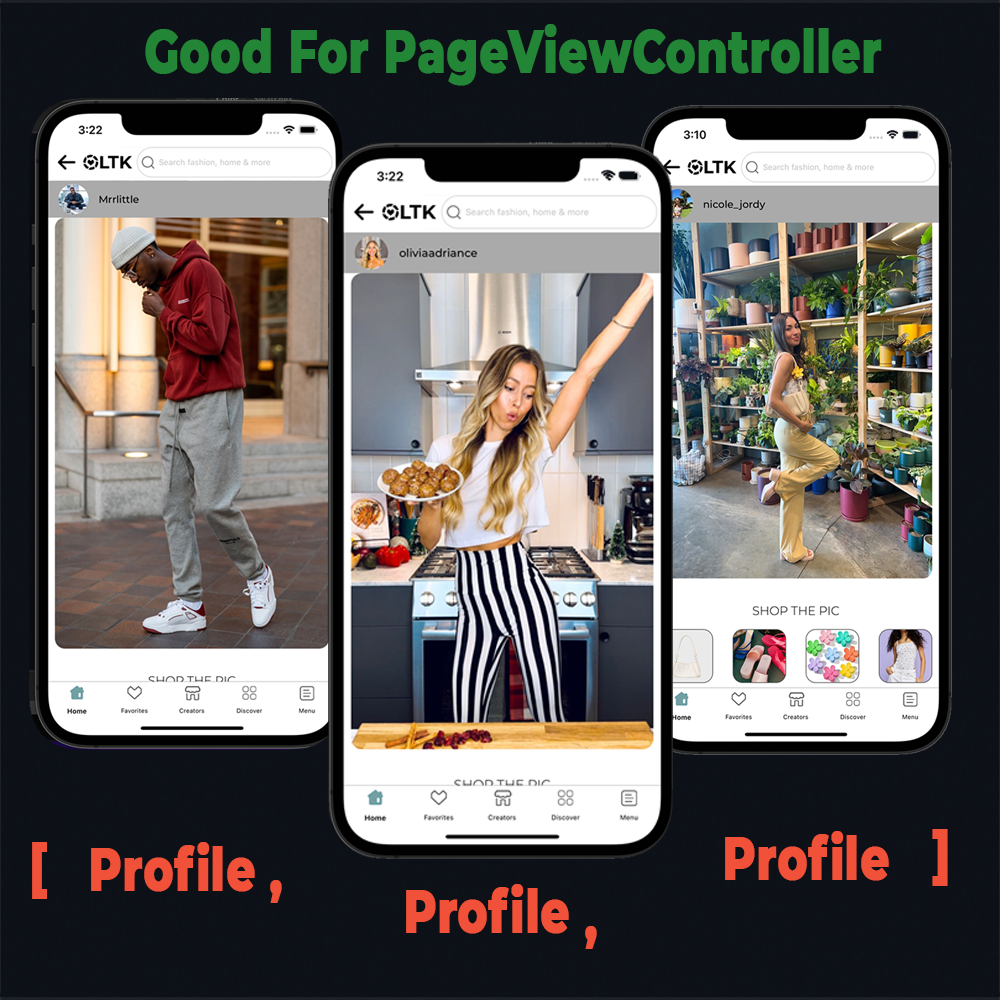 Good For PageViewController
3:22
LTK
Search fashion, home & more
Mrrlittle
SHOP THE PIC
Home
Favorites
Creators
Discover
Menu
3:22
LTK
Search fashion, home & more
oliviaadriance
SHOP THE PIC
Home
Favorites
Creators
Discover
Menu
3:10
LTK
Search fashion, home & more
nicole_jordy
SHOP THE PIC
Home
Favorites
Creators
Discover
Menu
[ Profile ,
Profile ,
Profile ]